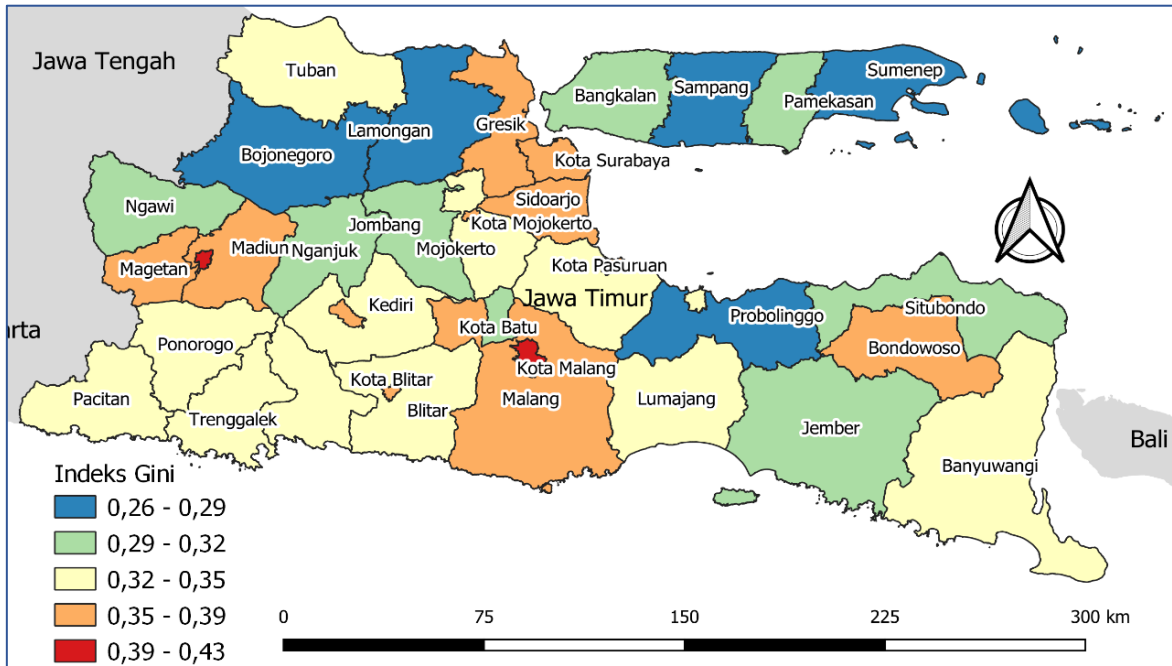 Jawa Tengah
Tuban
Sumenep
Sampang
Bangkalan
Pamekasan
Lamongan
Gresik
Bojonegoro
Kota Surabaya
Ngawi
Sidoarjo
Jombang
Kota Mojokerto
Madiun
Nganjuk
Mojokerto
Magetan
Kota Pasuruan
Jawa Timur
Kediri
Situbondo
Probolinggo
Kota Batu
arta
Ponorogo
Bondowoso
Kota Malang
Kota Blitar
Pacitan
Malang
Lumajang
Blitar
Trenggalek
Jember
Bali
Banyuwangi
Indeks Gini
0,26 - 0,29
0,29 - 0,32
0,32 - 0,35
0,35 - 0,39
0,39 - 0,43
0 75 150 225 300 km